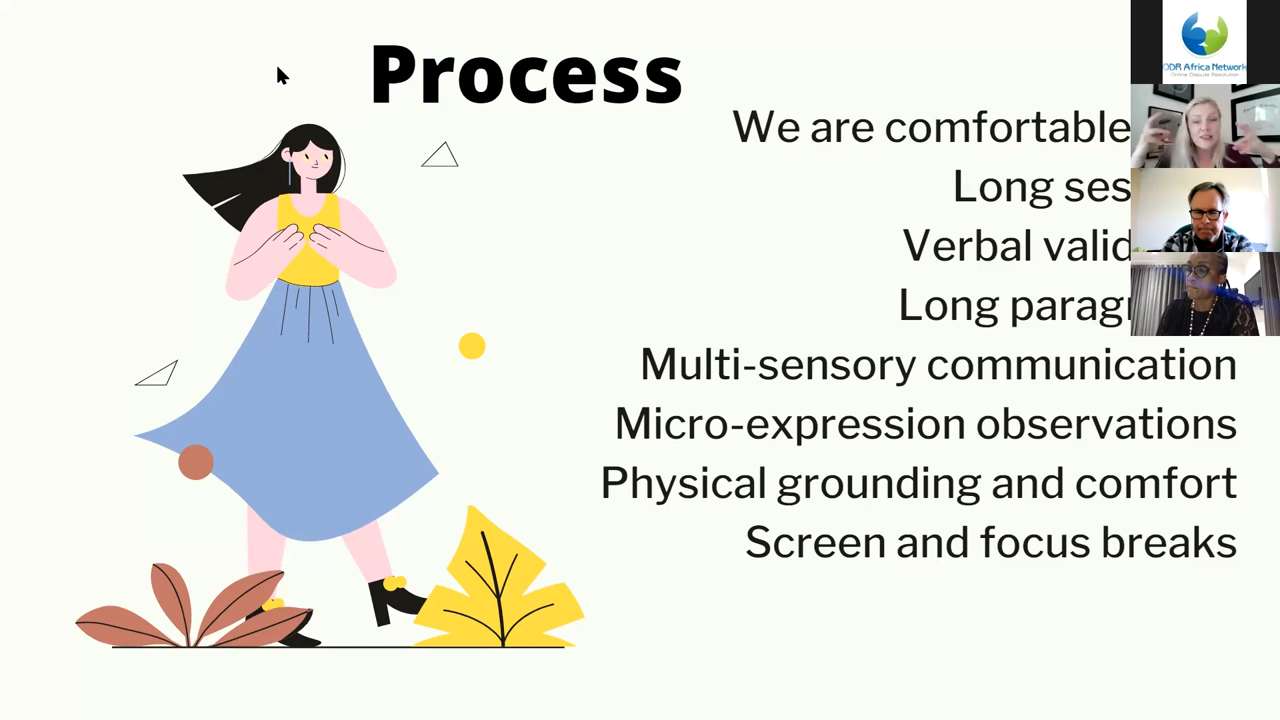 Process
We are comfortable
Long ses
Verbal valid
Long paragr
Multi-sensory communication
Micro-expression observations
Physical grounding and comfort
Screen and focus breaks
ODR Africa Network
Online Dispute Resolution